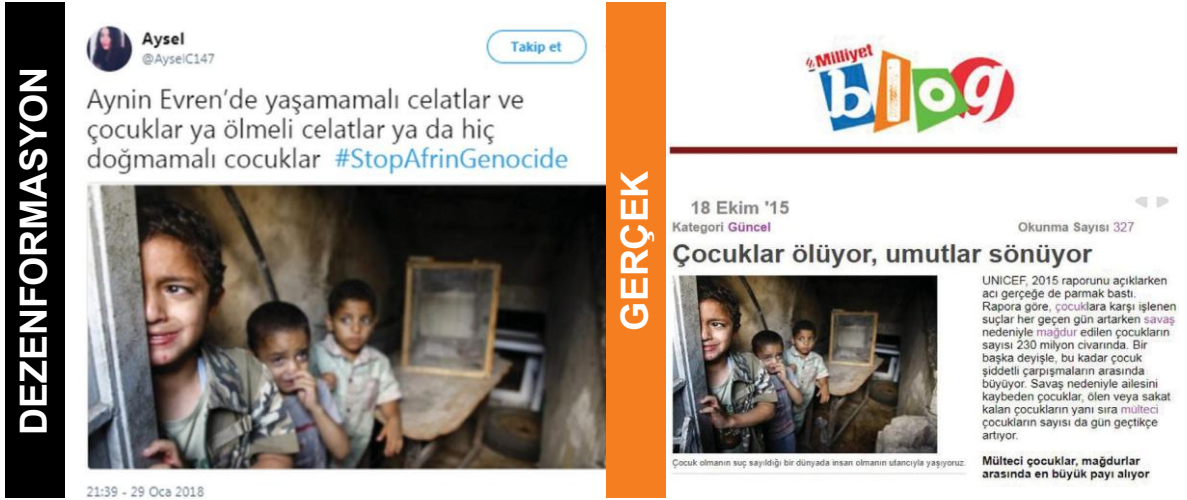 DEZENFORMASYON
Aysel
@AyselC147
Takip et
Aynin Evren’de yaşamamalı celatlar ve
çocuklar ya ölmeli celatlar ya da hiç
doğmamalı cocuklar #StopAfrinGenocide
21:39 - 29 Oca 2018
GERÇEK
Milliyet
blog
18 Ekim '15
Kategori Güncel
Okunma Sayısı 327
Çocuklar ölüyor, umutlar sönüyor
Çocuk olmanın suç sayıldığı bir dünyada insan olmanın utancıyla yaşıyoruz.
UNICEF, 2015 raporunu açıklarken
acı gerçeğe de parmak bastı.
Rapora göre, çocuklara karşı işlenen
suçlar her geçen gün artarken savaş
nedeniyle mağdur edilen çocukların
sayısı 230 milyon civarında. Bir
başka deyişle, bu kadar çocuk
şiddetli çarpışmaların arasında
büyüyor. Savaş nedeniyle ailesini
kaybeden çocuklar, ölen veya sakat
kalan çocukların yanı sıra mülteci
çocukların sayısı da gün geçtikçe
artıyor.
Mülteci çocuklar, mağdurlar
arasında en büyük payı alıyor